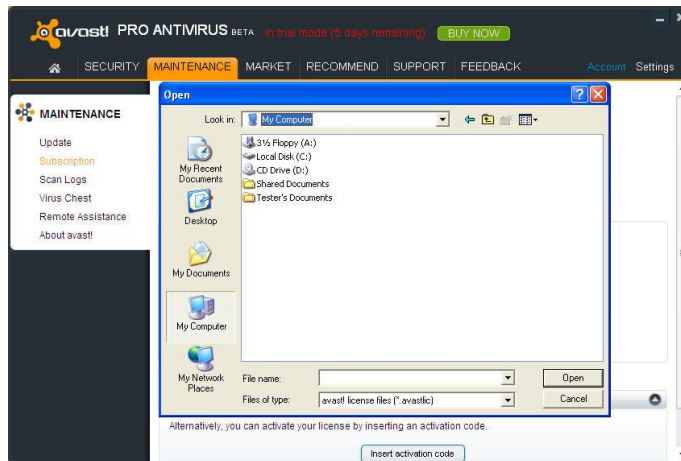 avast! PRO ANTIVIRUS BETA In trial mode (5 days remaining) BUY NOW
SECURITY MAINTENANCE MARKET RECOMMEND SUPPORT FEEDBACK Account Settings
MAINTENANCE
Update
Subscription
Scan Logs
Virus Chest
Remote Assistance
About avast!
Open
Look in: My Computer
3½ Floppy (A:)
Local Disk (C:)
CD Drive (D:)
Shared Documents
Tester's Documents
My Recent
Documents
Desktop
My Documents
My Computer
My Network
Places
File name: Open
Files of type: avast! license files (*.avastlic) Cancel
Alternatively, you can activate your license by inserting an activation code.
Insert activation code